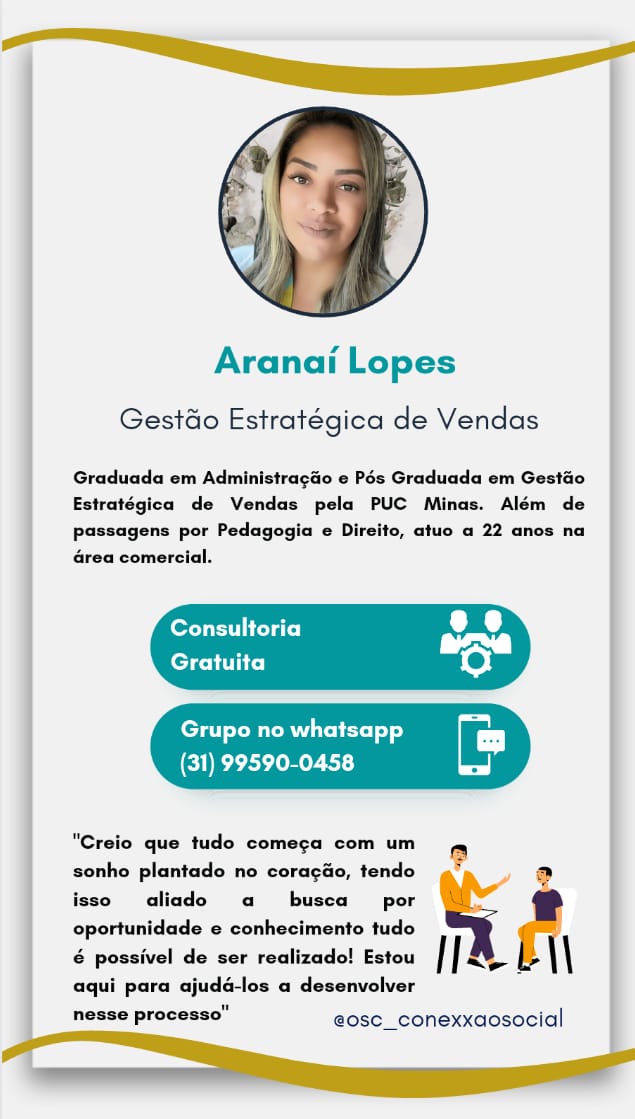 Aranaí Lopes
Gestão Estratégica de Vendas
Graduada em Administração e Pós Graduada em Gestão
Estratégica de Vendas pela PUC Minas. Além de
passagens por Pedagogia e Direito, atuo a 22 anos na
área comercial.
Consultoria
Gratuita
Grupo no whatsapp
(31) 99590-0458
"Creio que tudo começa com um
sonho plantado no coração, tendo
isso aliado a busca por
oportunidade e conhecimento tudo
é possível de ser realizado! Estou
aqui para ajudá-los a desenvolver
nesse processo"
@osc_conexxaosocial